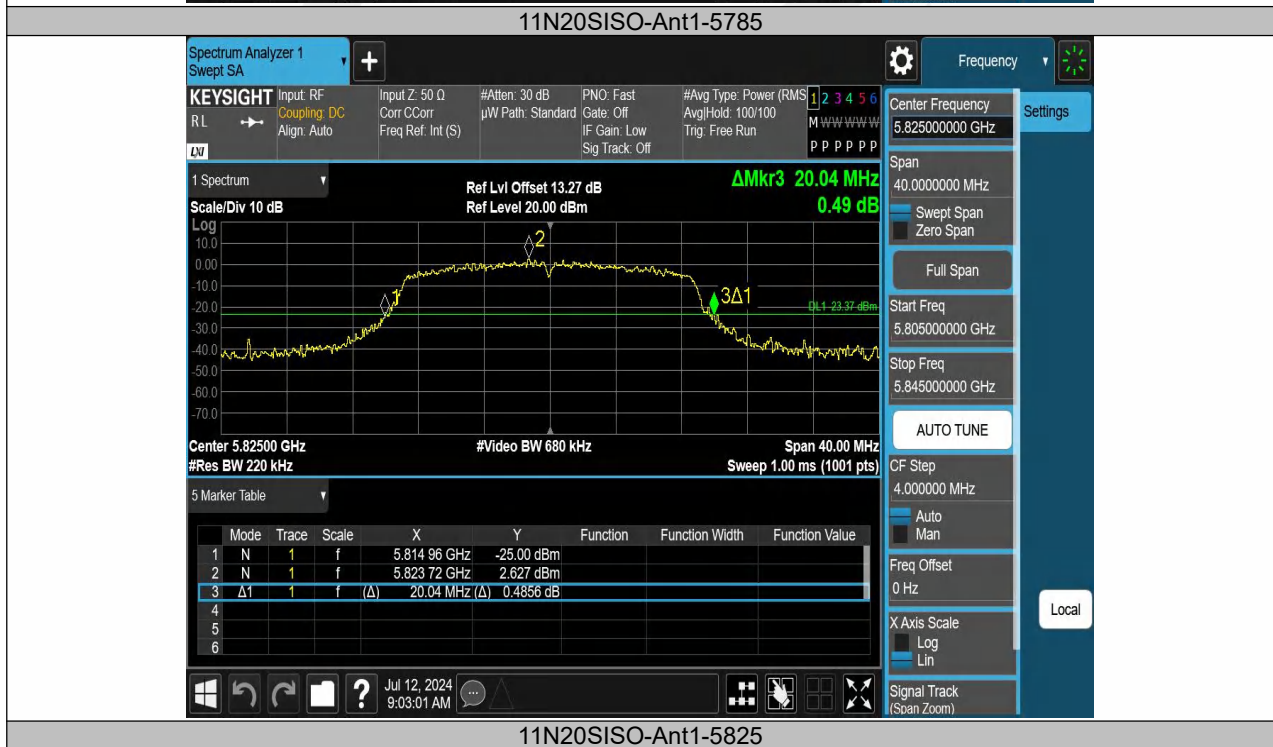 11N20SISO-Ant1-5785
Spectrum Analyzer 1
Swept SA
+
Frequency
KEYSIGHT
RL
LXI
Input: RF
Coupling: DC
Align: Auto
Input Z: 50 Ω
Corr CCorr
Freq Ref: Int (S)
#Atten: 30 dB
µW Path: Standard
PNO: Fast
Gate: Off
IF Gain: Low
Sig Track: Off
#Avg Type: Power (RMS
Avg|Hold: 100/100
Trig: Free Run
1 2 3 4 5 6
M W W W W W
P P P P P P
1 Spectrum
Scale/Div 10 dB
Ref Lvl Offset 13.27 dB
Ref Level 20.00 dBm
ΔMkr3 20.04 MHz
0.49 dB
Log
10.0
0.00
-10.0
-20.0
-30.0
-40.0
-50.0
-60.0
-70.0
1
2
3Δ1
DL1 -23.37 dBm
Center 5.82500 GHz
#Video BW 680 kHz
Span 40.00 MHz
#Res BW 220 kHz
Sweep 1.00 ms (1001 pts)
5 Marker Table
Mode Trace Scale X Y Function Function Width Function Value
1 N 1 f 5.814 96 GHz -25.00 dBm
2 N 1 f 5.823 72 GHz 2.627 dBm
3 Δ1 1 f (Δ) 20.04 MHz (Δ) 0.4856 dB
4
5
6
Center Frequency
5.825000000 GHz
Settings
Span
40.0000000 MHz
Swept Span
Zero Span
Full Span
Start Freq
5.805000000 GHz
Stop Freq
5.845000000 GHz
AUTO TUNE
CF Step
4.000000 MHz
Auto
Man
Freq Offset
0 Hz
Local
X Axis Scale
Log
Lin
Signal Track
(Span Zoom)
?
Jul 12, 2024
9:03:01 AM
11N20SISO-Ant1-5825